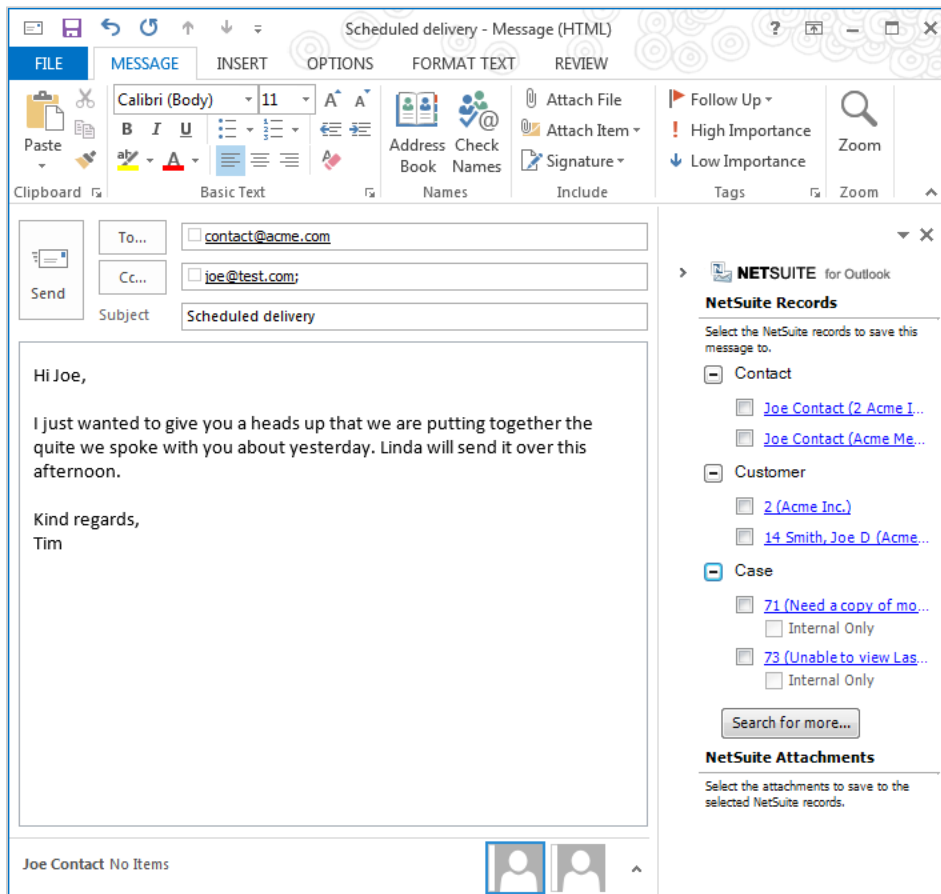 Scheduled delivery - Message (HTML)
?
FILE MESSAGE INSERT OPTIONS FORMAT TEXT REVIEW
Calibri (Body) 11 A A Attach File Follow Up
B I U Attach Item High Importance
Paste Address Check Zoom
aby A Book Names Signature Low Importance
Clipboard Basic Text Names Include Tags Zoom
To... contact@acme.com
Cc... joe@test.com;
Send
Subject Scheduled delivery
Hi Joe,
I just wanted to give you a heads up that we are putting together the
quite we spoke with you about yesterday. Linda will send it over this
afternoon.
Kind regards,
Tim
NETSUITE for Outlook
NetSuite Records
Select the NetSuite records to save this
message to.
Contact
Joe Contact (2 Acme I...
Joe Contact (Acme Me...
Customer
2 (Acme Inc.)
14 Smith, Joe D (Acme...
Case
71 (Need a copy of mo...
Internal Only
73 (Unable to view Las...
Internal Only
Search for more...
NetSuite Attachments
Select the attachments to save to the
selected NetSuite records.
Joe Contact No Items